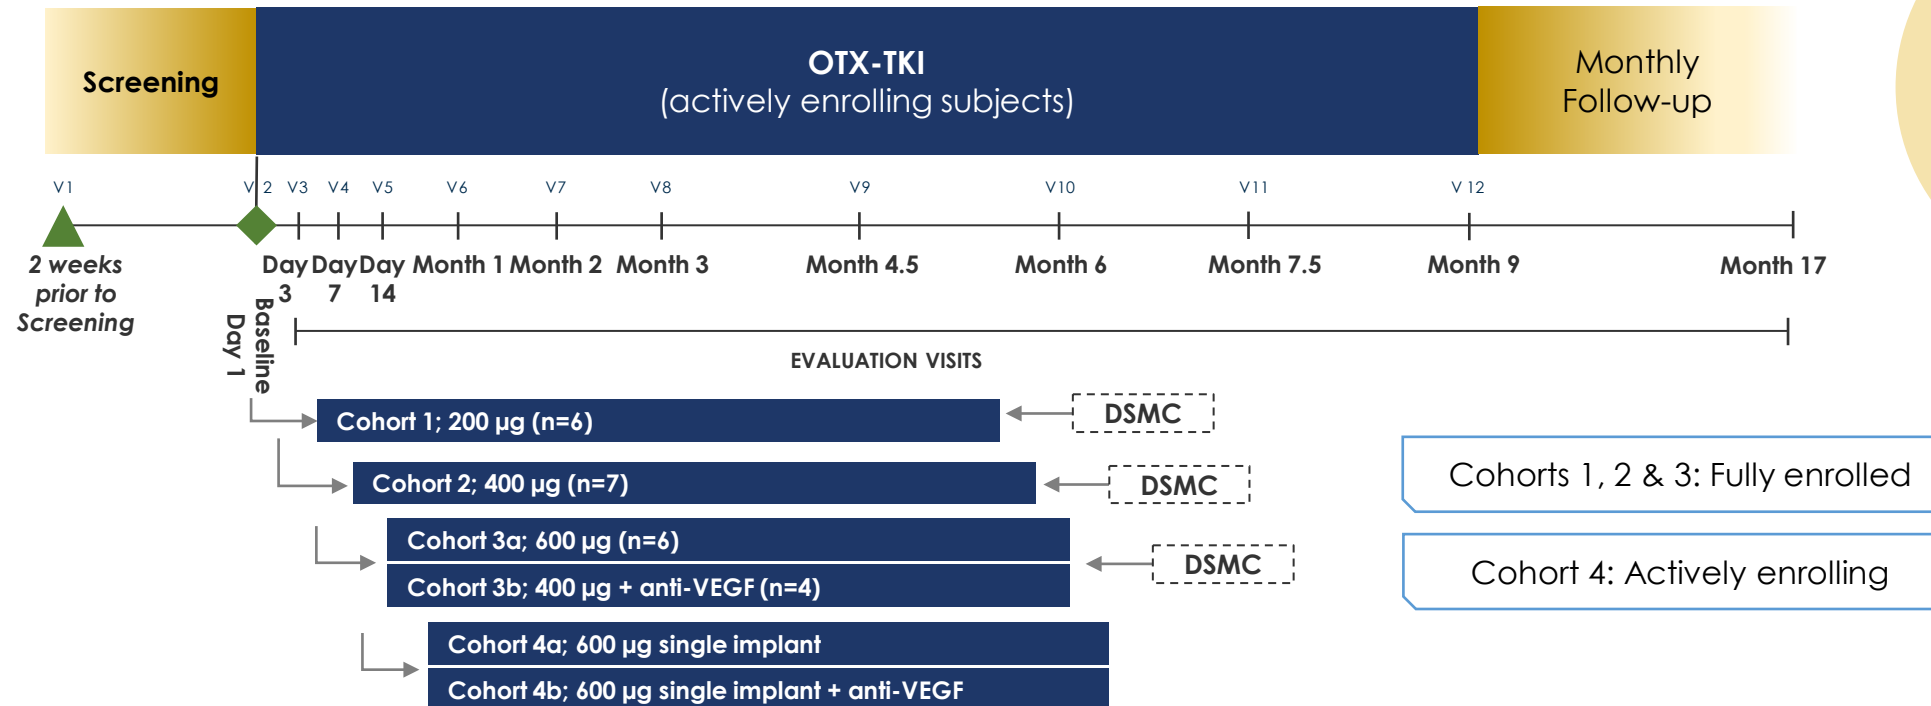 Screening
OTX-TKI
(actively enrolling subjects)
Monthly
Follow-up
V1
V 2
V3
V4
V5
V6
V7
V8
V9
V10
V11
V 12
2 weeks
prior to
Screening
Baseline
Day 1
Day
3
Day
7
Day
14
Month 1
Month 2
Month 3
Month 4.5
Month 6
Month 7.5
Month 9
Month 17
EVALUATION VISITS
Cohort 1; 200 µg (n=6)
DSMC
Cohort 2; 400 µg (n=7)
DSMC
Cohort 3a; 600 µg (n=6)
Cohort 3b; 400 µg + anti-VEGF (n=4)
DSMC
Cohort 4a; 600 µg single implant
Cohort 4b; 600 µg single implant + anti-VEGF
Cohorts 1, 2 & 3: Fully enrolled
Cohort 4: Actively enrolling